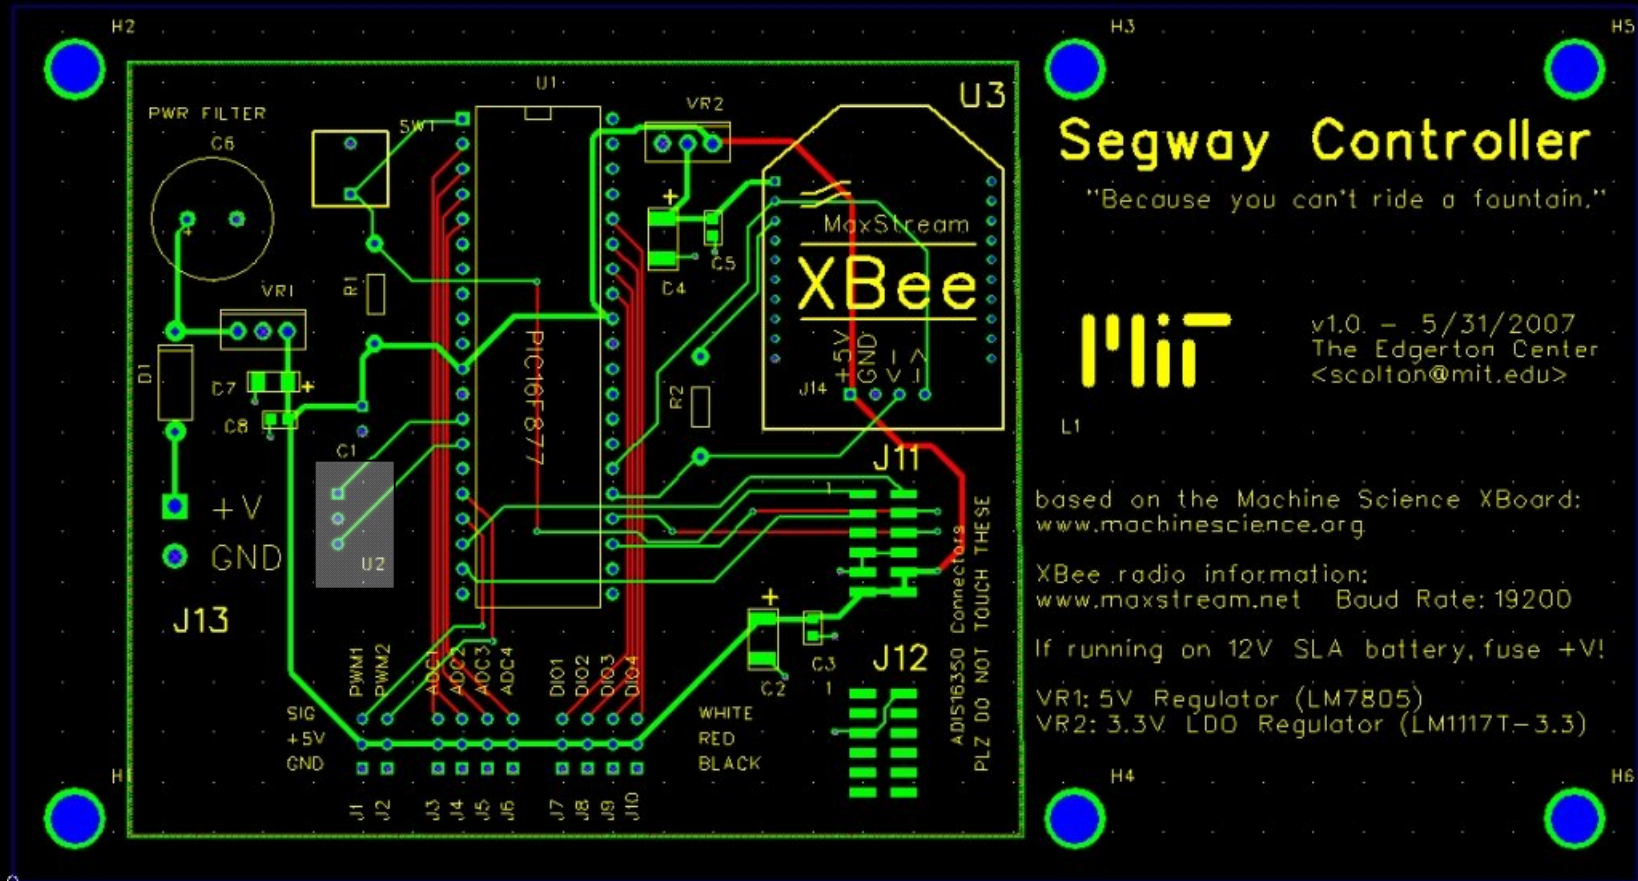 H2
H3
H5
U1
U3
PWR FILTER
C6
SW1
VR2
Segway Controller
"Because you can't ride a fountain."
MaxStream
XBee
C5
C4
R1
VR1
PIC16F877
MIT
v1.0 - 5/31/2007
The Edgerton Center
<scolton@mit.edu>
+5V
GND
<-
->
J14
D1
C7
+
C8
R2
L1
C1
J11
1
+V
GND
U2
J13
based on the Machine Science XBoard:
www.machinescience.org
XBee radio information:
www.maxstream.net Baud Rate: 19200
If running on 12V SLA battery, fuse +V!
VR1: 5V Regulator (LM7805)
VR2: 3.3V LDO Regulator (LM1117T-3.3)
ADIS16350 Connectors
PLZ DO NOT TOUCH THESE
+
C3
C2
1
J12
PWM1
PWM2
ADC1
ADC2
ADC3
ADC4
DIO1
DIO2
DIO3
DIO4
SIG
+5V
GND
WHITE
RED
BLACK
H1
H4
H6
J1
J2
J3
J4
J5
J6
J7
J8
J9
J10